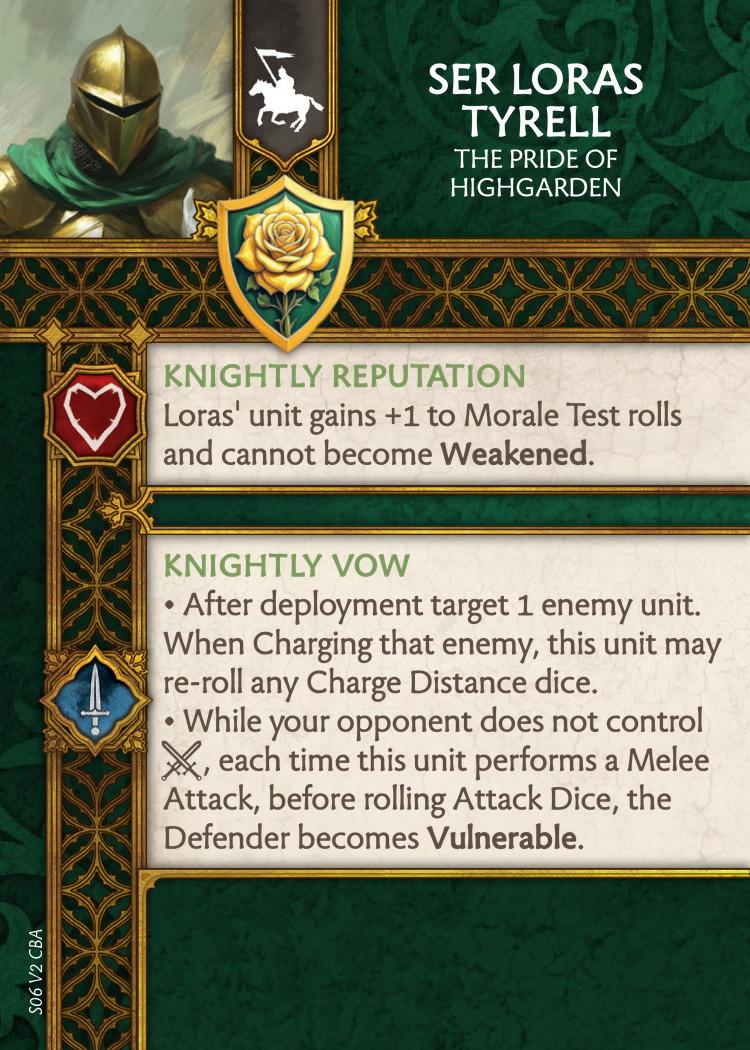 SER LORAS
TYRELL
THE PRIDE OF
HIGHGARDEN
KNIGHTLY REPUTATION
Loras' unit gains +1 to Morale Test rolls
and cannot become Weakened.
KNIGHTLY VOW
• After deployment target 1 enemy unit.
When Charging that enemy, this unit may
re-roll any Charge Distance dice.
• While your opponent does not control
, each time this unit performs a Melee
Attack, before rolling Attack Dice, the
Defender becomes Vulnerable.
S06 V2 CBA